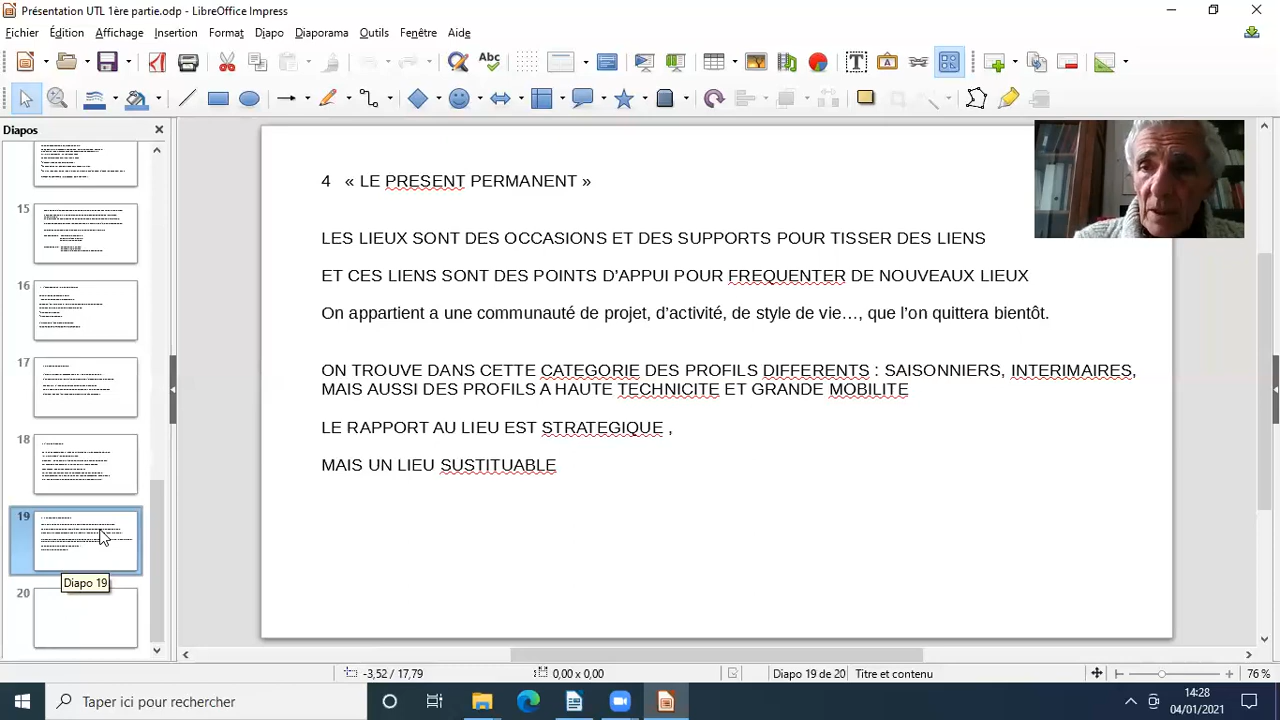 Présentation UTL 1ère partie.odp - LibreOffice Impress
Fichier Édition Affichage Insertion Format Diapo Diaporama Outils Fenêtre Aide
Abc
Diapos
15
16
17
18
19
Diapo 19
20
4 « LE PRESENT PERMANENT »
LES LIEUX SONT DES OCCASIONS ET DES SUPPORTS POUR TISSER DES LIENS
ET CES LIENS SONT DES POINTS D'APPUI POUR FREQUENTER DE NOUVEAUX LIEUX
On appartient a une communauté de projet, d'activité, de style de vie…, que l'on quittera bientôt.
ON TROUVE DANS CETTE CATEGORIE DES PROFILS DIFFERENTS : SAISONNIERS, INTERIMAIRES,
MAIS AUSSI DES PROFILS A HAUTE TECHNICITE ET GRANDE MOBILITE
LE RAPPORT AU LIEU EST STRATEGIQUE ,
MAIS UN LIEU SUSTITUABLE
-3,52 / 17,79 0,00 x 0,00 Diapo 19 de 20 Titre et contenu 76 %
Taper ici pour rechercher
14:28
04/01/2021